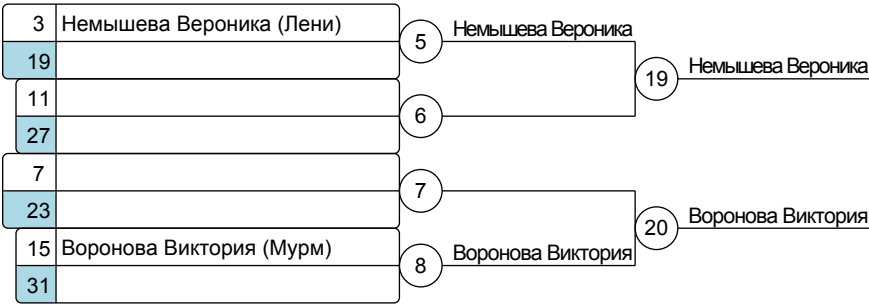 3 Немышева Вероника (Лени)
19
5 Немышева Вероника
11
27
6
19 Немышева Вероника
7
23
7
15 Воронова Виктория (Мурм)
31
8 Воронова Виктория
20 Воронова Виктория